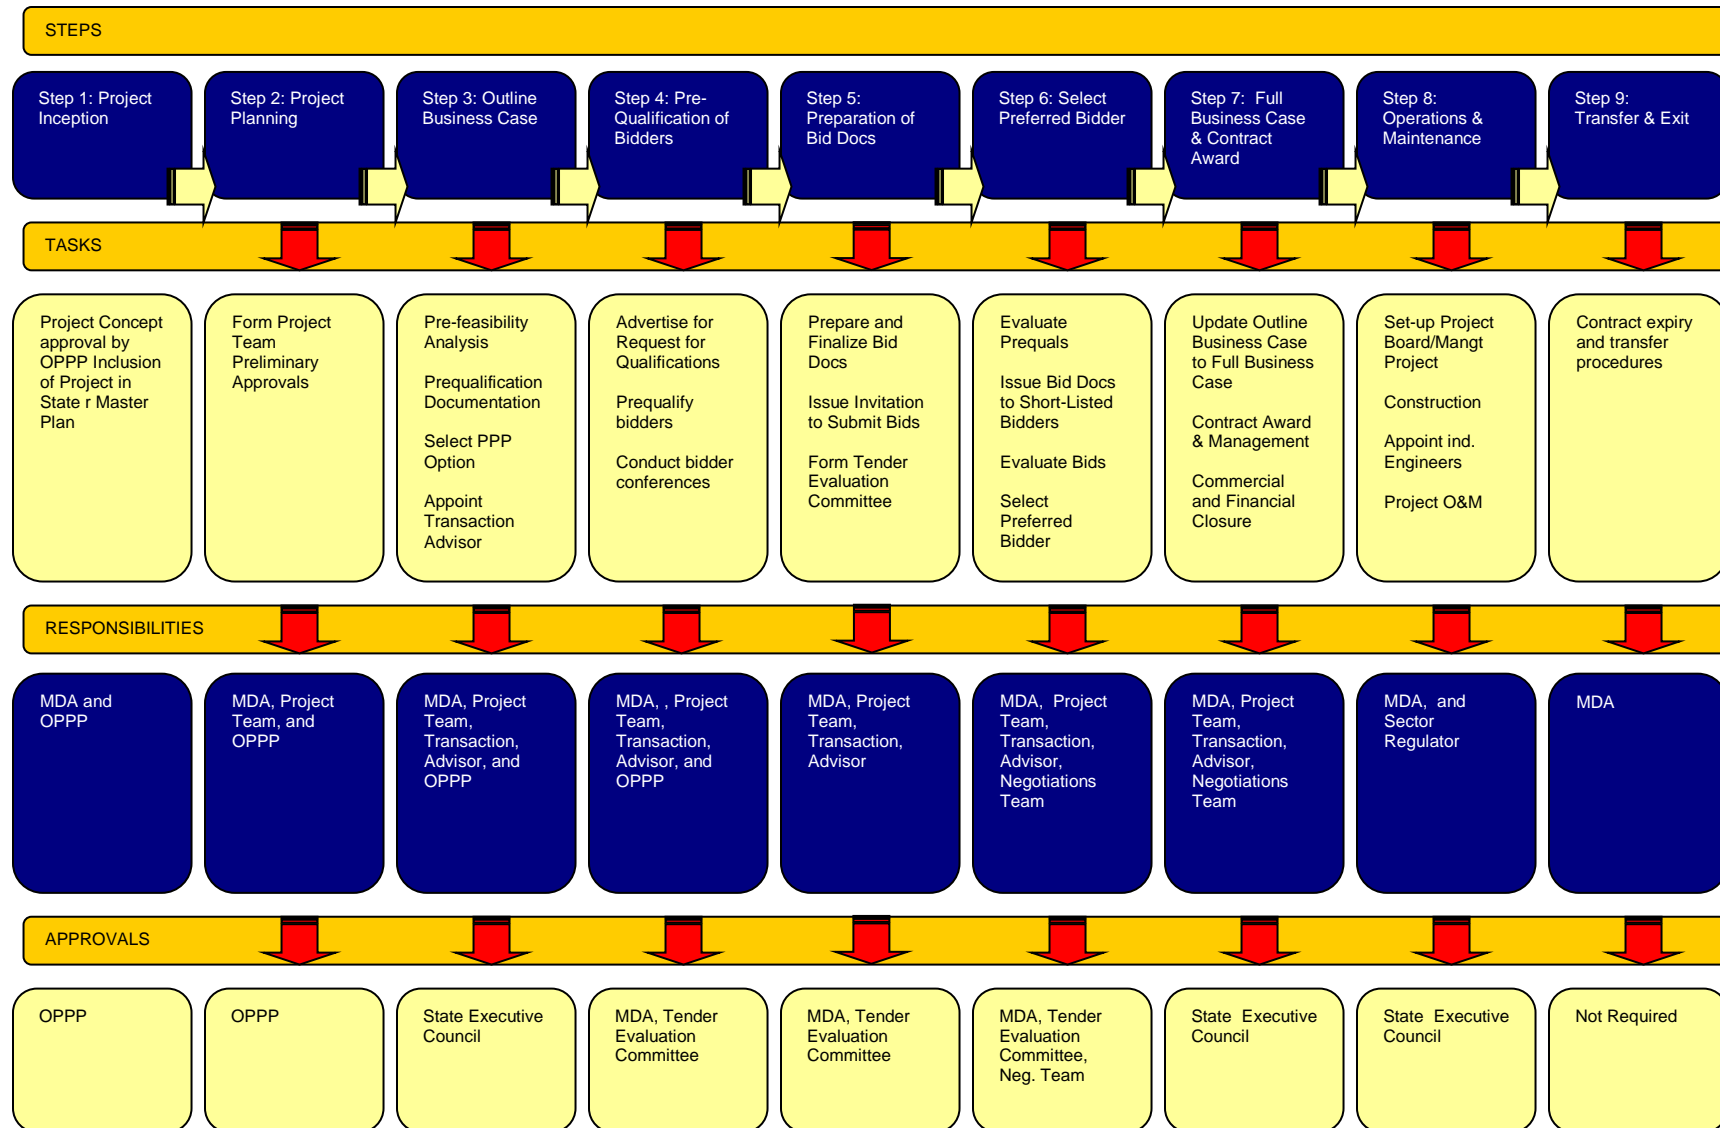 STEPS
Step 1: Project
Inception
Step 2: Project
Planning
Step 3: Outline
Business Case
Step 4: Pre-
Qualification of
Bidders
Step 5:
Preparation of
Bid Docs
Step 6: Select
Preferred Bidder
Step 7:  Full
Business Case
& Contract
Award
Step 8:
Operations &
Maintenance
Step 9:
Transfer & Exit
TASKS
Project Concept
approval by
OPPP Inclusion
of Project in
State r Master
Plan
Form Project
Team
Preliminary
Approvals
Pre-feasibility
Analysis
Prequalification
Documentation
Select PPP
Option
Appoint
Transaction
Advisor
Advertise for
Request for
Qualifications
Prequalify
bidders
Conduct bidder
conferences
Prepare and
Finalize Bid
Docs
Issue Invitation
to Submit Bids
Form Tender
Evaluation
Committee
Evaluate
Prequals
Issue Bid Docs
to Short-Listed
Bidders
Evaluate Bids
Select
Preferred
Bidder
Update Outline
Business Case
to Full Business
Case
Contract Award
& Management
Commercial
and Financial
Closure
Set-up Project
Board/Mangt
Project
Construction
Appoint ind.
Engineers
Project O&M
Contract expiry
and transfer
procedures
RESPONSIBILITIES
MDA and
OPPP
MDA, Project
Team, and
OPPP
MDA, Project
Team,
Transaction,
Advisor, and
OPPP
MDA, , Project
Team,
Transaction,
Advisor, and
OPPP
MDA, Project
Team,
Transaction,
Advisor
MDA,  Project
Team,
Transaction,
Advisor,
Negotiations
Team
MDA, Project
Team,
Transaction,
Advisor,
Negotiations
Team
MDA,  and
Sector
Regulator
MDA
APPROVALS
OPPP
OPPP
State Executive
Council
MDA, Tender
Evaluation
Committee
MDA, Tender
Evaluation
Committee
MDA, Tender
Evaluation
Committee,
Neg. Team
State  Executive
Council
State  Executive
Council
Not Required